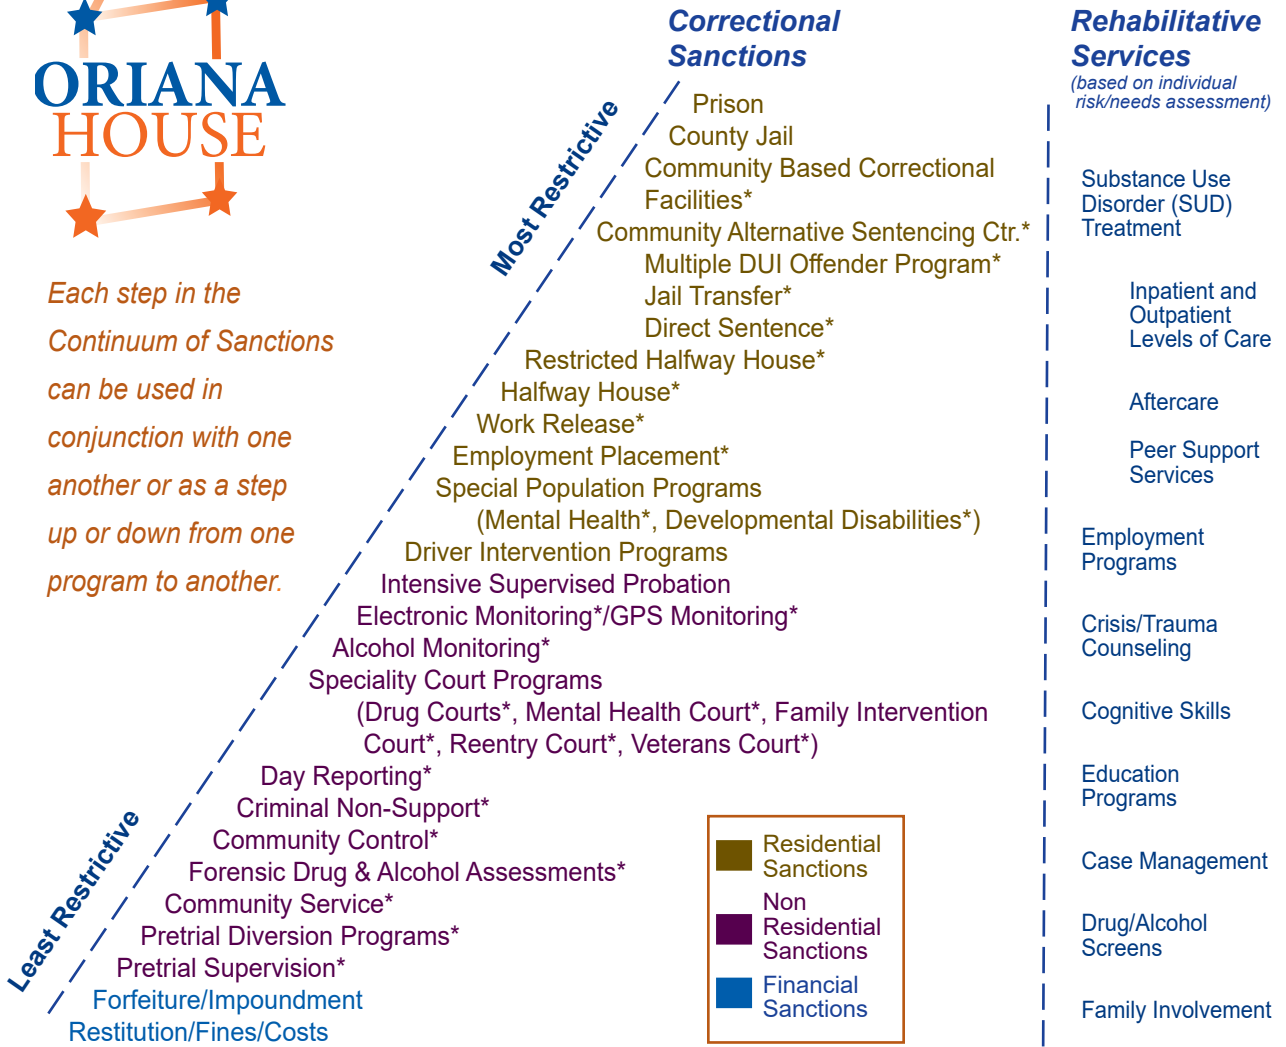 ORIANA
HOUSE
Each step in the
Continuum of Sanctions
can be used in
conjunction with one
another or as a step
up or down from one
program to another.
Most Restrictive
Least Restrictive
Correctional
Sanctions
Prison
County Jail
Community Based Correctional
Facilities*
Community Alternative Sentencing Ctr.*
Multiple DUI Offender Program*
Jail Transfer*
Direct Sentence*
Restricted Halfway House*
Halfway House*
Work Release*
Employment Placement*
Special Population Programs
(Mental Health*, Developmental Disabilities*)
Driver Intervention Programs
Intensive Supervised Probation
Electronic Monitoring*/GPS Monitoring*
Alcohol Monitoring*
Speciality Court Programs
(Drug Courts*, Mental Health Court*, Family Intervention
Court*, Reentry Court*, Veterans Court*)
Day Reporting*
Criminal Non-Support*
Community Control*
Forensic Drug & Alcohol Assessments*
Community Service*
Pretrial Diversion Programs*
Pretrial Supervision*
Forfeiture/Impoundment
Restitution/Fines/Costs
Residential
Sanctions
Non
Residential
Sanctions
Financial
Sanctions
Rehabilitative
Services
(based on individual
risk/needs assessment)
Substance Use
Disorder (SUD)
Treatment
Inpatient and
Outpatient
Levels of Care
Aftercare
Peer Support
Services
Employment
Programs
Crisis/Trauma
Counseling
Cognitive Skills
Education
Programs
Case Management
Drug/Alcohol
Screens
Family Involvement